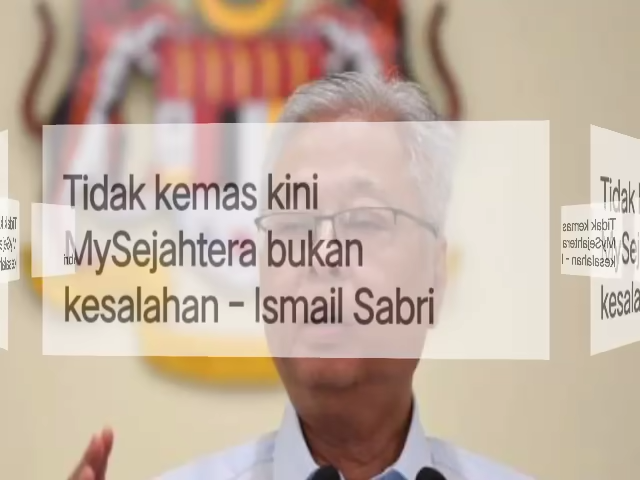 Tidak kemas kini
MySejahtera bukan
kesalahan - Ismail Sabri